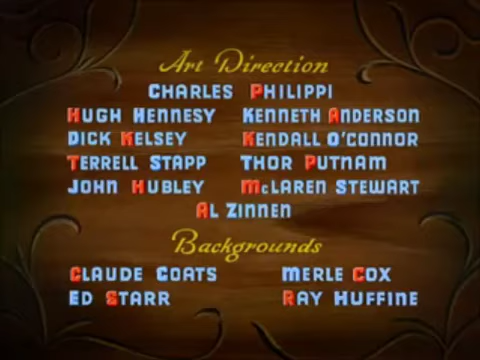 Art Direction
CHARLES PHILIPPI
HUGH HENNESY KENNETH ANDERSON
DICK KELSEY KENDALL O'CONNOR
TERRELL STAPP THOR PUTNAM
JOHN HUBLEY McLAREN STEWART
AL ZINNEN
Backgrounds
CLAUDE COATS MERLE COX
ED STARR RAY HUFFINE